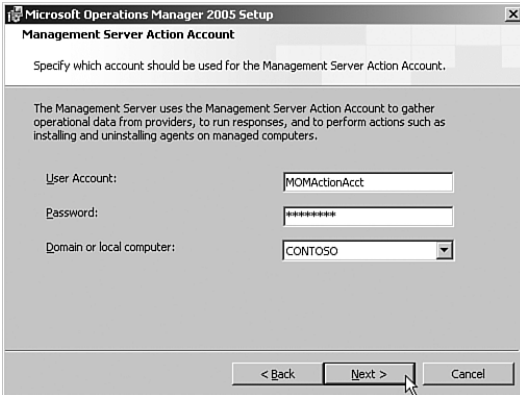 Microsoft Operations Manager 2005 Setup
Management Server Action Account
Specify which account should be used for the Management Server Action Account.
The Management Server uses the Management Server Action Account to gather
operational data from providers, to run responses, and to perform actions such as
installing and uninstalling agents on managed computers.
User Account:
MOMActionAcct
Password:
********
Domain or local computer:
CONTOSO
< Back
Next >
Cancel